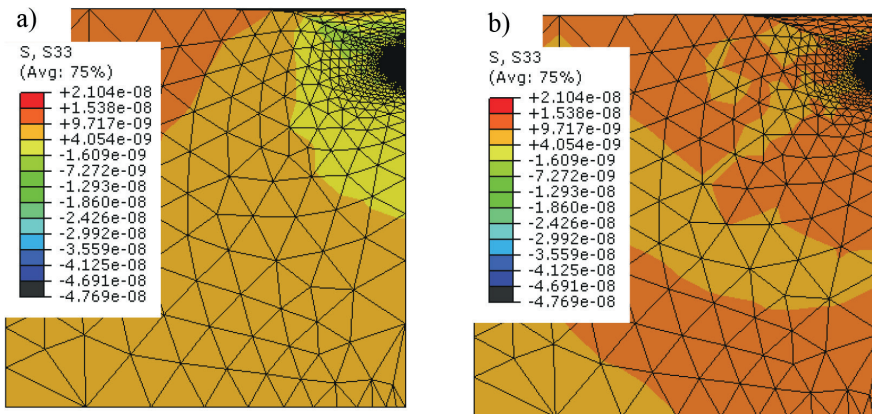 a)
S, S33
(Avg: 75%)
+2.104e-08
+1.538e-08
+9.717e-09
+4.054e-09
-1.609e-09
-7.272e-09
-1.293e-08
-1.860e-08
-2.426e-08
-2.992e-08
-3.559e-08
-4.125e-08
-4.691e-08
-4.769e-08
b)
S, S33
(Avg: 75%)
+2.104e-08
+1.538e-08
+9.717e-09
+4.054e-09
-1.609e-09
-7.272e-09
-1.293e-08
-1.860e-08
-2.426e-08
-2.992e-08
-3.559e-08
-4.125e-08
-4.691e-08
-4.769e-08